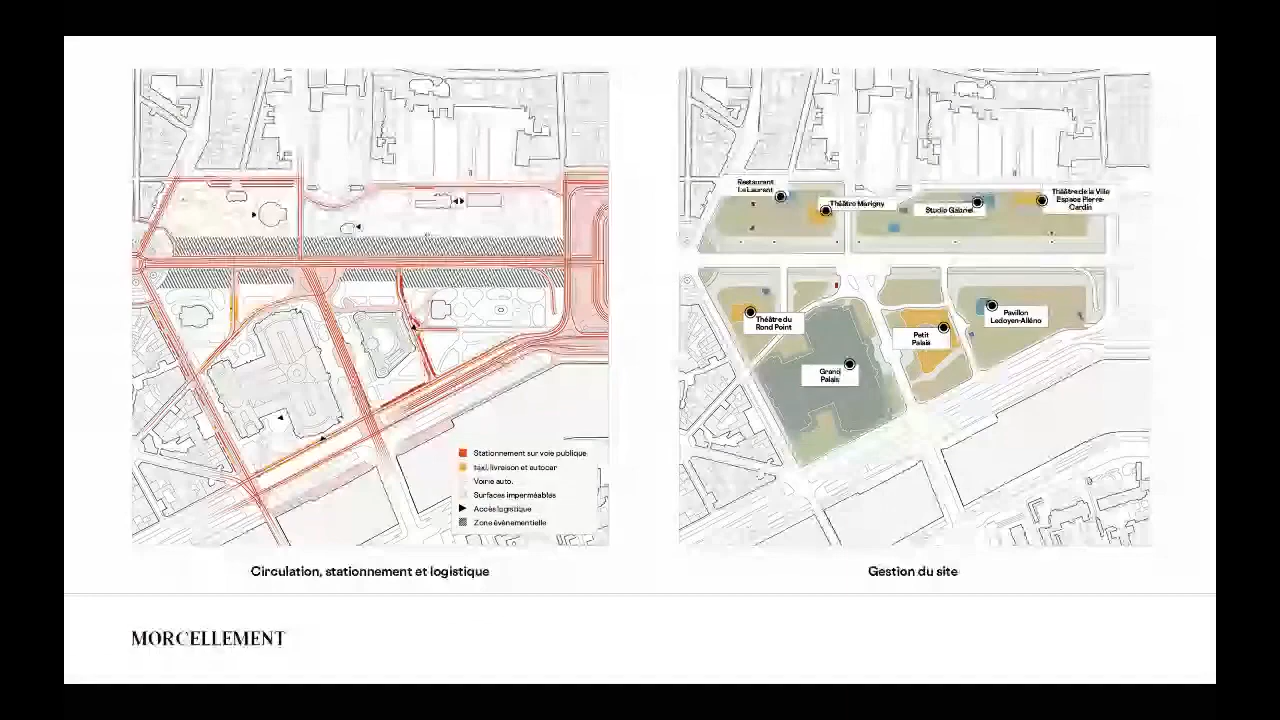 Restaurant
Le Laurent
Théâtre Marigny
Studio Gabriel
Théâtre de la Ville
Espace Pierre-
Cardin
Théâtre du
Rond Point
Petit
Palais
Pavillon
Ledoyen-Alléno
Grand
Palais
Stationnement sur voie publique
taxi, livraison et autocar
Voirie auto.
Surfaces imperméables
Accès logistique
Zone évènementielle
Circulation, stationnement et logistique
Gestion du site
MORCELLEMENT